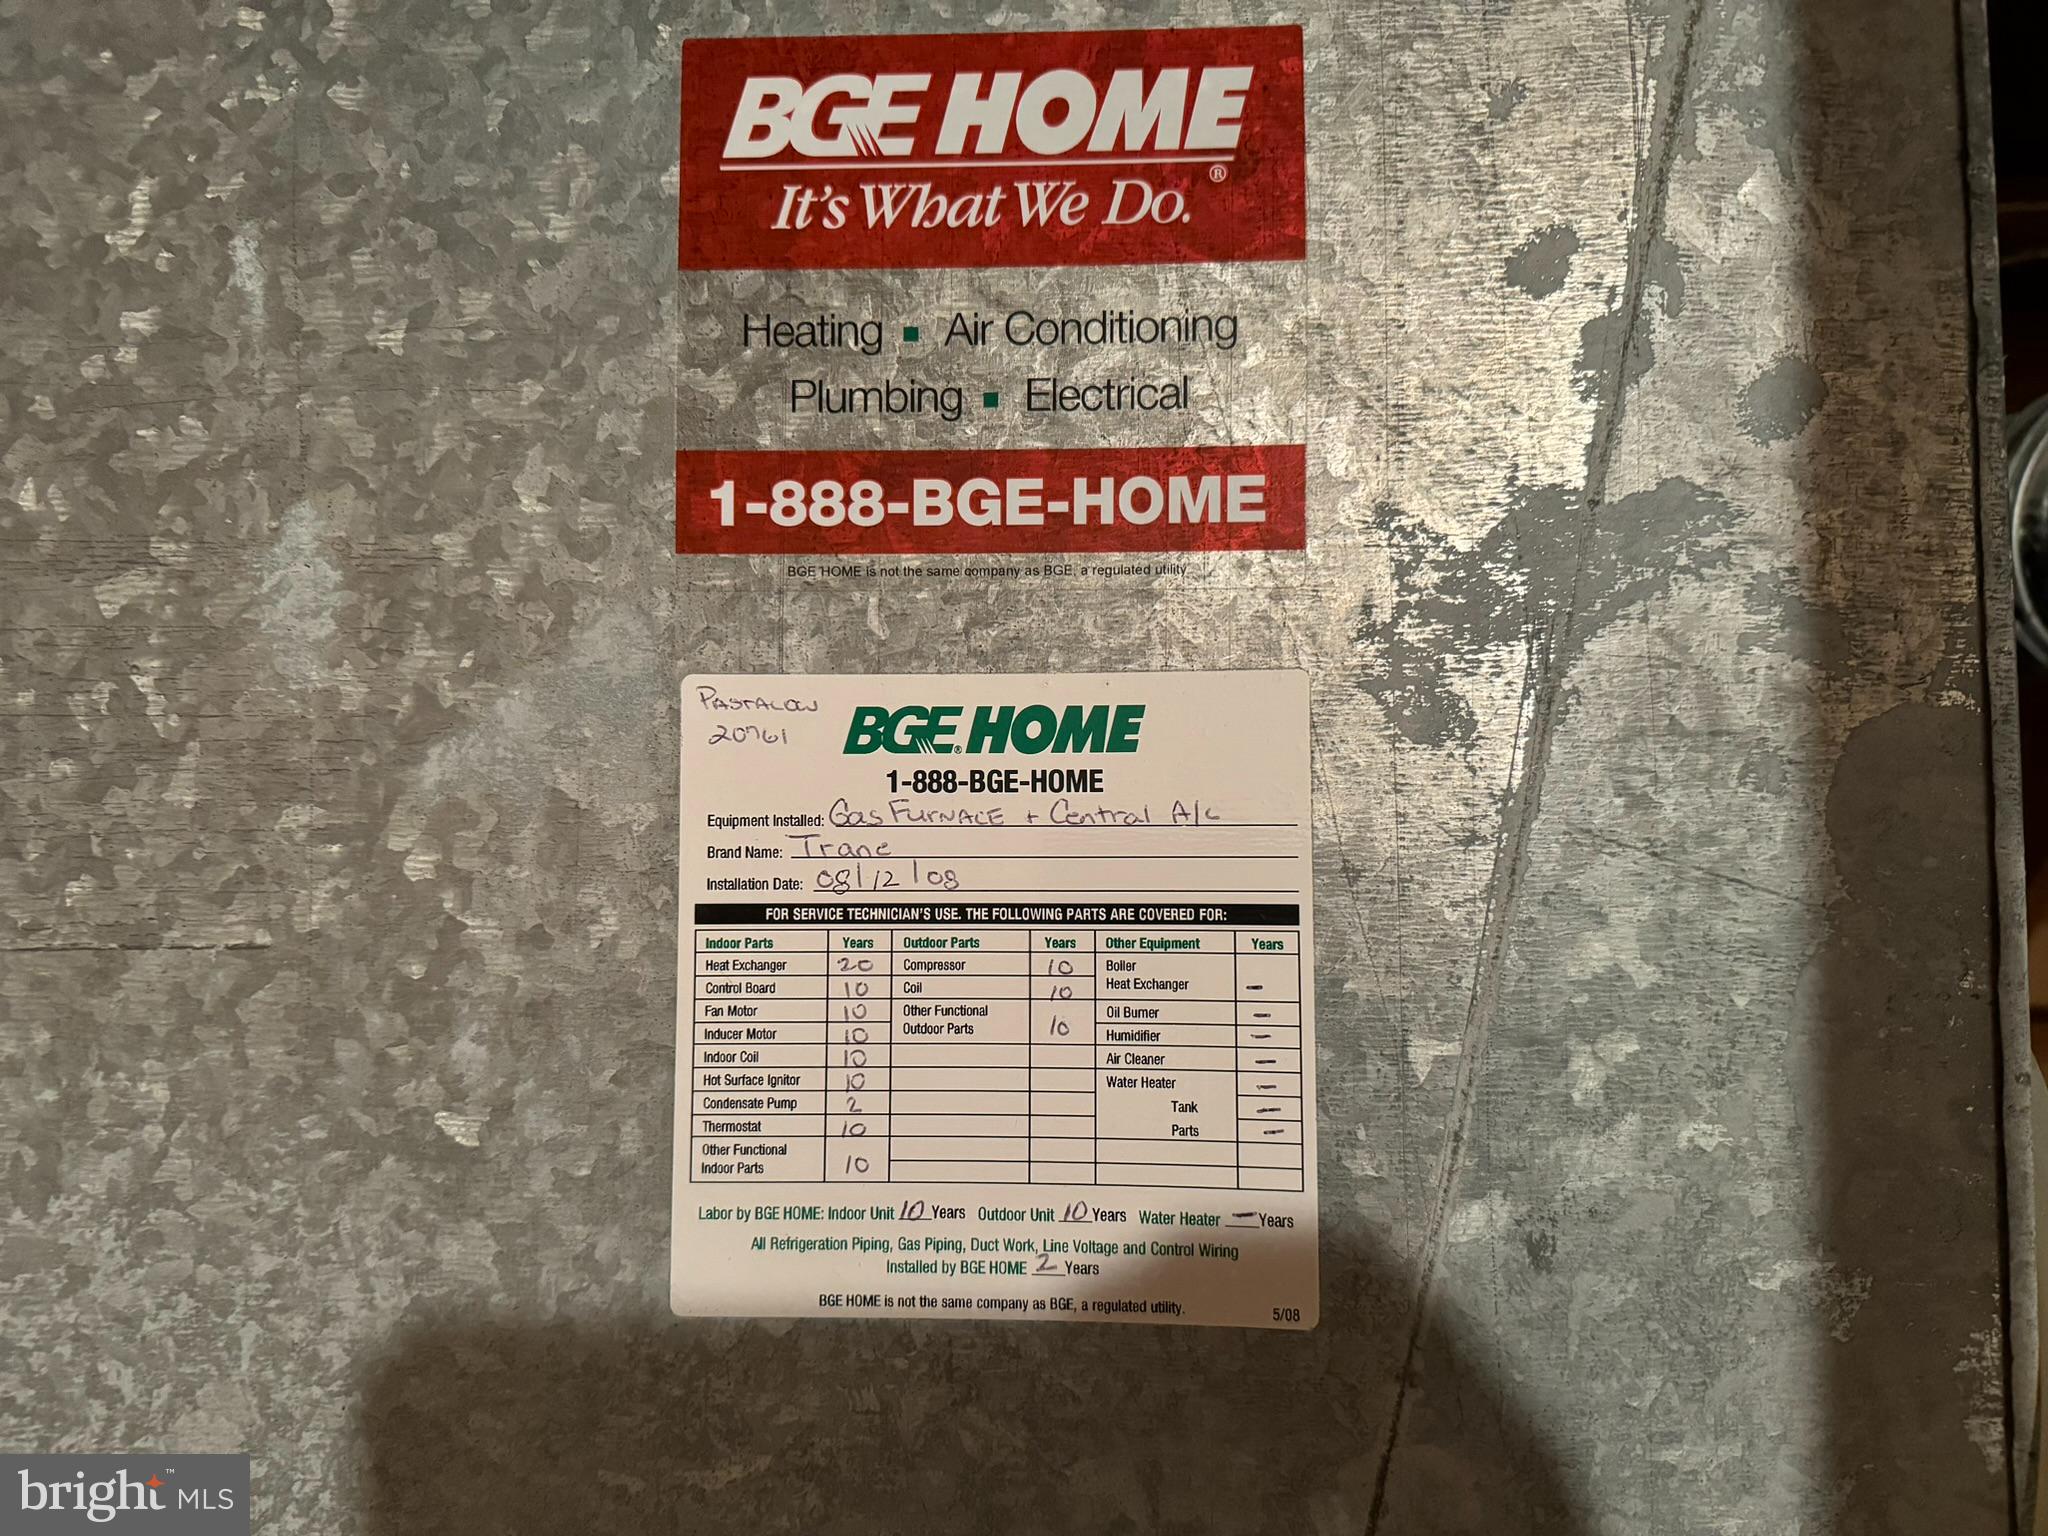 BGE HOME
®
It's What We Do.
Heating ▪ Air Conditioning
Plumbing ▪ Electrical
1-888-BGE-HOME
BGE HOME is not the same company as BGE, a regulated utility.
20761
BGE® HOME
1-888-BGE-HOME
Equipment Installed: Gas Furnace + Central A/C
Brand Name: Trane
Installation Date: 08/12/08
FOR SERVICE TECHNICIAN'S USE. THE FOLLOWING PARTS ARE COVERED FOR:
Indoor Parts Years Outdoor Parts Years Other Equipment Years
Heat Exchanger 20 Compressor 10 Boiler
Control Board 10 Coil 10 Heat Exchanger -
Fan Motor 10 Other Functional Oil Burner -
Inducer Motor 10 Outdoor Parts 10 Humidifier -
Indoor Coil 10 Air Cleaner -
Hot Surface Ignitor 10 Water Heater -
Condensate Pump 2 Tank -
Thermostat 10 Parts -
Other Functional
Indoor Parts 10
Labor by BGE HOME: Indoor Unit 10 Years Outdoor Unit 10 Years Water Heater - Years
All Refrigeration Piping, Gas Piping, Duct Work, Line Voltage and Control Wiring
Installed by BGE HOME 2 Years
BGE HOME is not the same company as BGE, a regulated utility.
5/08
bright™ MLS